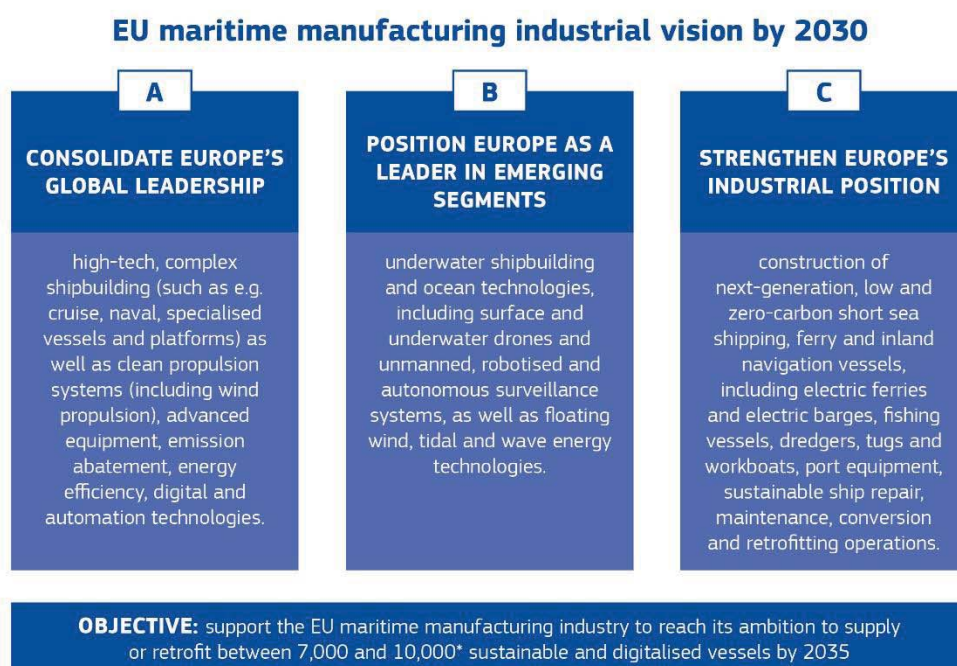 EU maritime manufacturing industrial vision by 2030
A
CONSOLIDATE EUROPE'S
GLOBAL LEADERSHIP
high-tech, complex
shipbuilding (such as e.g.
cruise, naval, specialised
vessels and platforms) as
well as clean propulsion
systems (including wind
propulsion), advanced
equipment, emission
abatement, energy
efficiency, digital and
automation technologies.
B
POSITION EUROPE AS A
LEADER IN EMERGING
SEGMENTS
underwater shipbuilding
and ocean technologies,
including surface and
underwater drones and
unmanned, robotised and
autonomous surveillance
systems, as well as floating
wind, tidal and wave energy
technologies.
C
STRENGTHEN EUROPE'S
INDUSTRIAL POSITION
construction of
next-generation, low and
zero-carbon short sea
shipping, ferry and inland
navigation vessels,
including electric ferries
and electric barges, fishing
vessels, dredgers, tugs and
workboats, port equipment,
sustainable ship repair,
maintenance, conversion
and retrofitting operations.
OBJECTIVE: support the EU maritime manufacturing industry to reach its ambition to supply
or retrofit between 7,000 and 10,000* sustainable and digitalised vessels by 2035